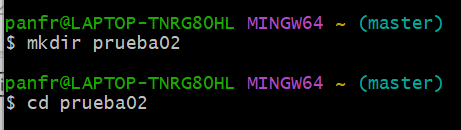 panfr@LAPTOP-TNRG80HL MINGW64 ~ (master)
$ mkdir prueba02
panfr@LAPTOP-TNRG80HL MINGW64 ~ (master)
$ cd prueba02